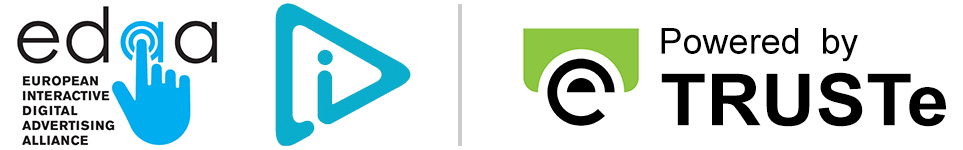 edaa
EUROPEAN
INTERACTIVE
DIGITAL
ADVERTISING
ALLIANCE
i
e
Powered by
TRUSTe